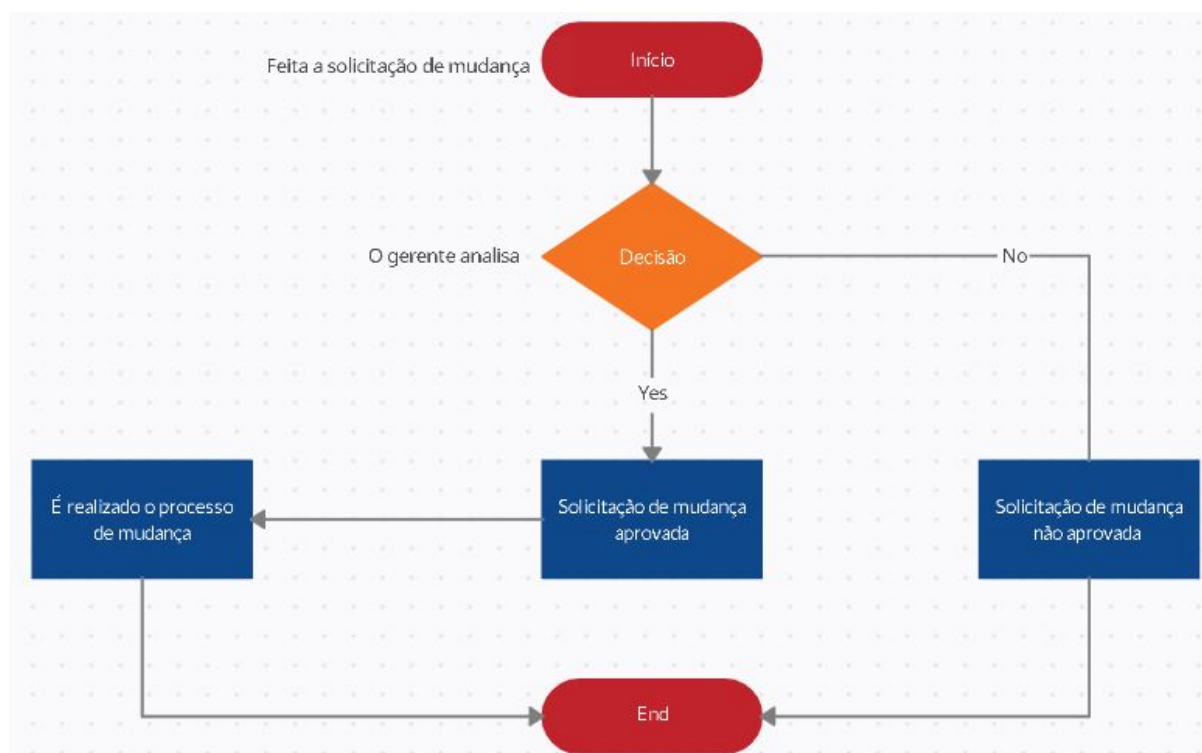 Feita a solicitação de mudança
Início
O gerente analisa
Decisão
No
Yes
É realizado o processo
de mudança
Solicitação de mudança
aprovada
Solicitação de mudança
não aprovada
End